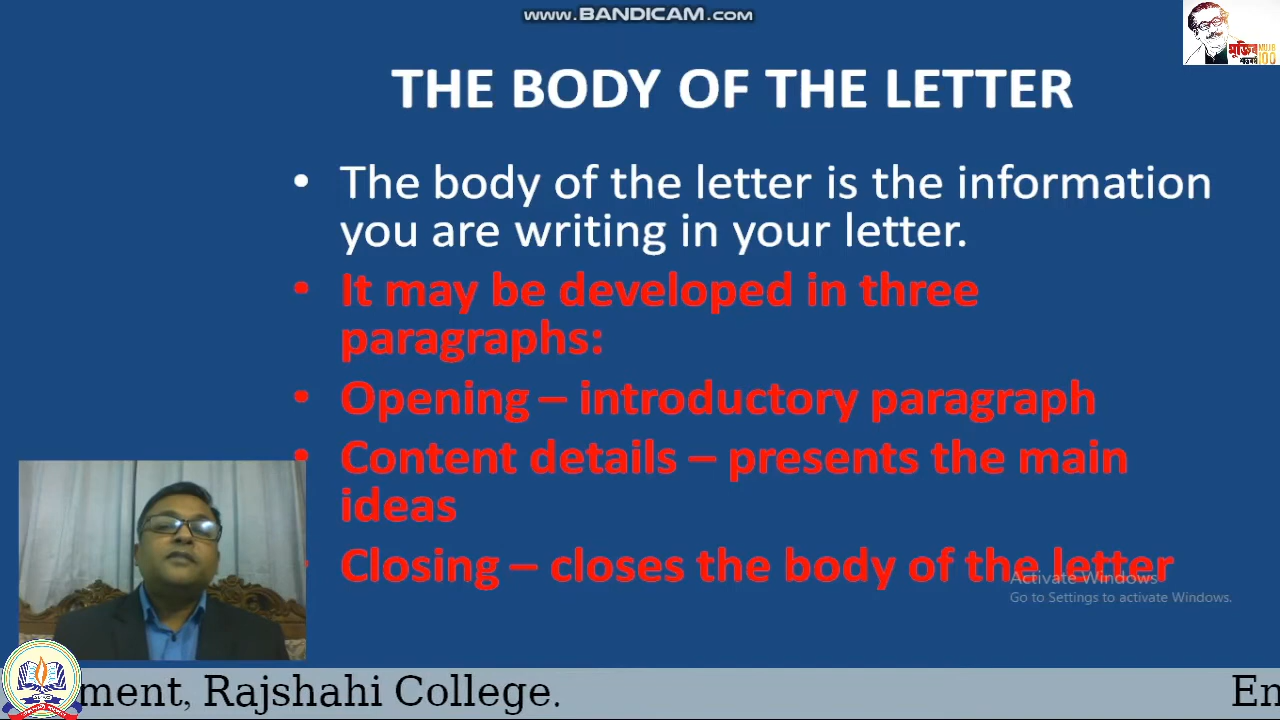 www.BANDICAM.com
মুজিব
শতবর্ষ
100
THE BODY OF THE LETTER
• The body of the letter is the information
you are writing in your letter.
• It may be developed in three
paragraphs:
• Opening – introductory paragraph
• Content details – presents the main
ideas
• Closing – closes the body of the letter
Activate Windows
Go to Settings to activate Windows.
ment, Rajshahi College.
En